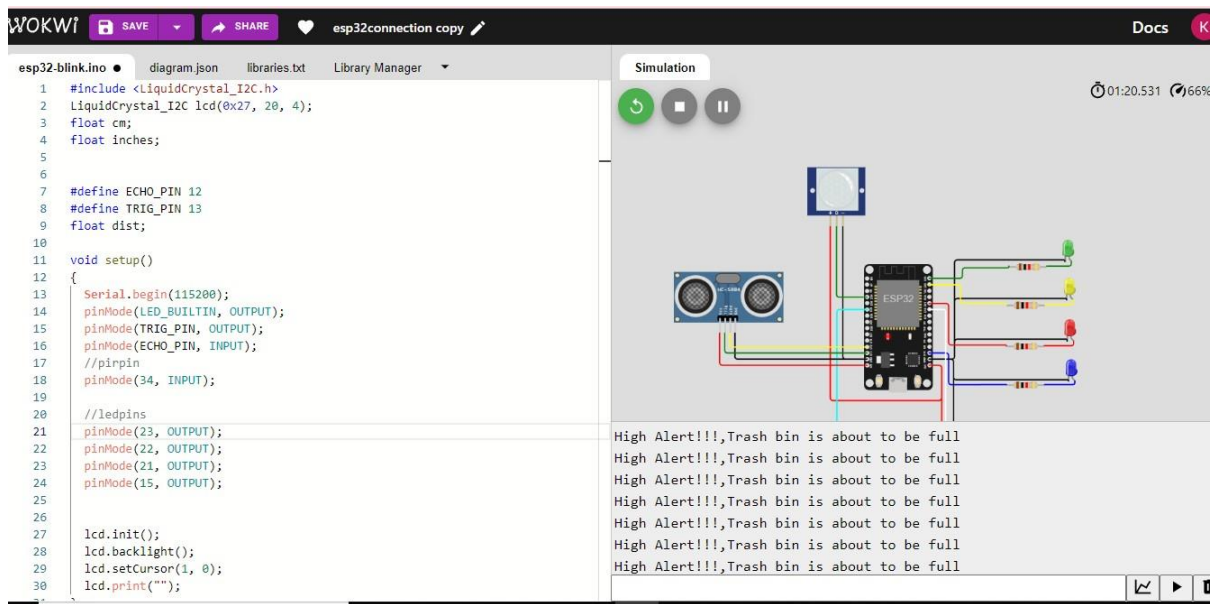 WOKWi SAVE SHARE esp32connection copy Docs K
esp32-blink.ino ● diagram.json libraries.txt Library Manager Simulation
01:20.531 66%
1 #include <LiquidCrystal_I2C.h>
2 LiquidCrystal_I2C lcd(0x27, 20, 4);
3 float cm;
4 float inches;
5
6
7 #define ECHO_PIN 12
8 #define TRIG_PIN 13
9 float dist;
10
11 void setup()
12 {
13 Serial.begin(115200);
14 pinMode(LED_BUILTIN, OUTPUT);
15 pinMode(TRIG_PIN, OUTPUT);
16 pinMode(ECHO_PIN, INPUT);
17 //pirpin
18 pinMode(34, INPUT);
19
20 //ledpins
21 pinMode(23, OUTPUT);
22 pinMode(22, OUTPUT);
23 pinMode(21, OUTPUT);
24 pinMode(15, OUTPUT);
25
26
27 lcd.init();
28 lcd.backlight();
29 lcd.setCursor(1, 0);
30 lcd.print("");
HC-SR04
ESP32
High Alert!!!,Trash bin is about to be full
High Alert!!!,Trash bin is about to be full
High Alert!!!,Trash bin is about to be full
High Alert!!!,Trash bin is about to be full
High Alert!!!,Trash bin is about to be full
High Alert!!!,Trash bin is about to be full
High Alert!!!,Trash bin is about to be full